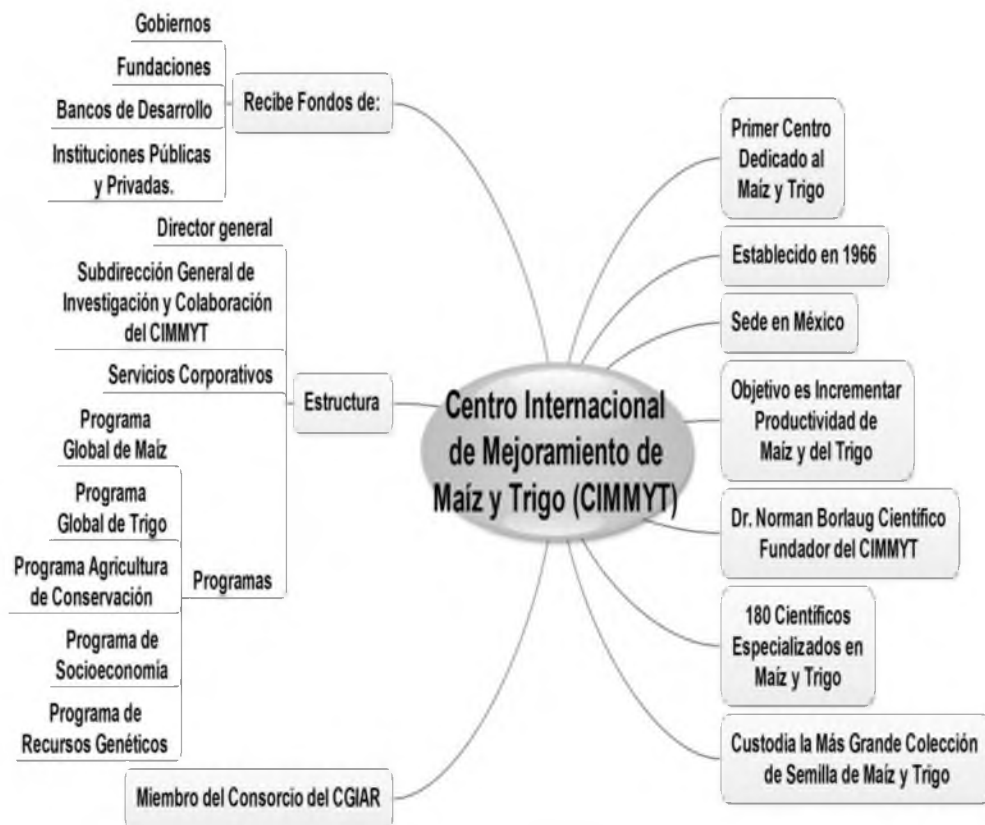 Gobiernos
Fundaciones
Bancos de Desarrollo
Instituciones Públicas
y Privadas.
Recibe Fondos de:
Director general
Subdirección General de
Investigación y Colaboración
del CIMMYT
Servicios Corporativos
Estructura
Programa
Global de Maíz
Programa
Global de Trigo
Programa Agricultura
de Conservación
Programa de
Socioeconomía
Programa de
Recursos Genéticos
Programas
Miembro del Consorcio del CGIAR
Centro Internacional
de Mejoramiento de
Maíz y Trigo (CIMMYT)
Primer Centro
Dedicado al
Maíz y Trigo
Establecido en 1966
Sede en México
Objetivo es Incrementar
Productividad de
Maíz y del Trigo
Dr. Norman Borlaug Científico
Fundador del CIMMYT
180 Científicos
Especializados en
Maíz y Trigo
Custodia la Más Grande Colección
de Semilla de Maíz y Trigo